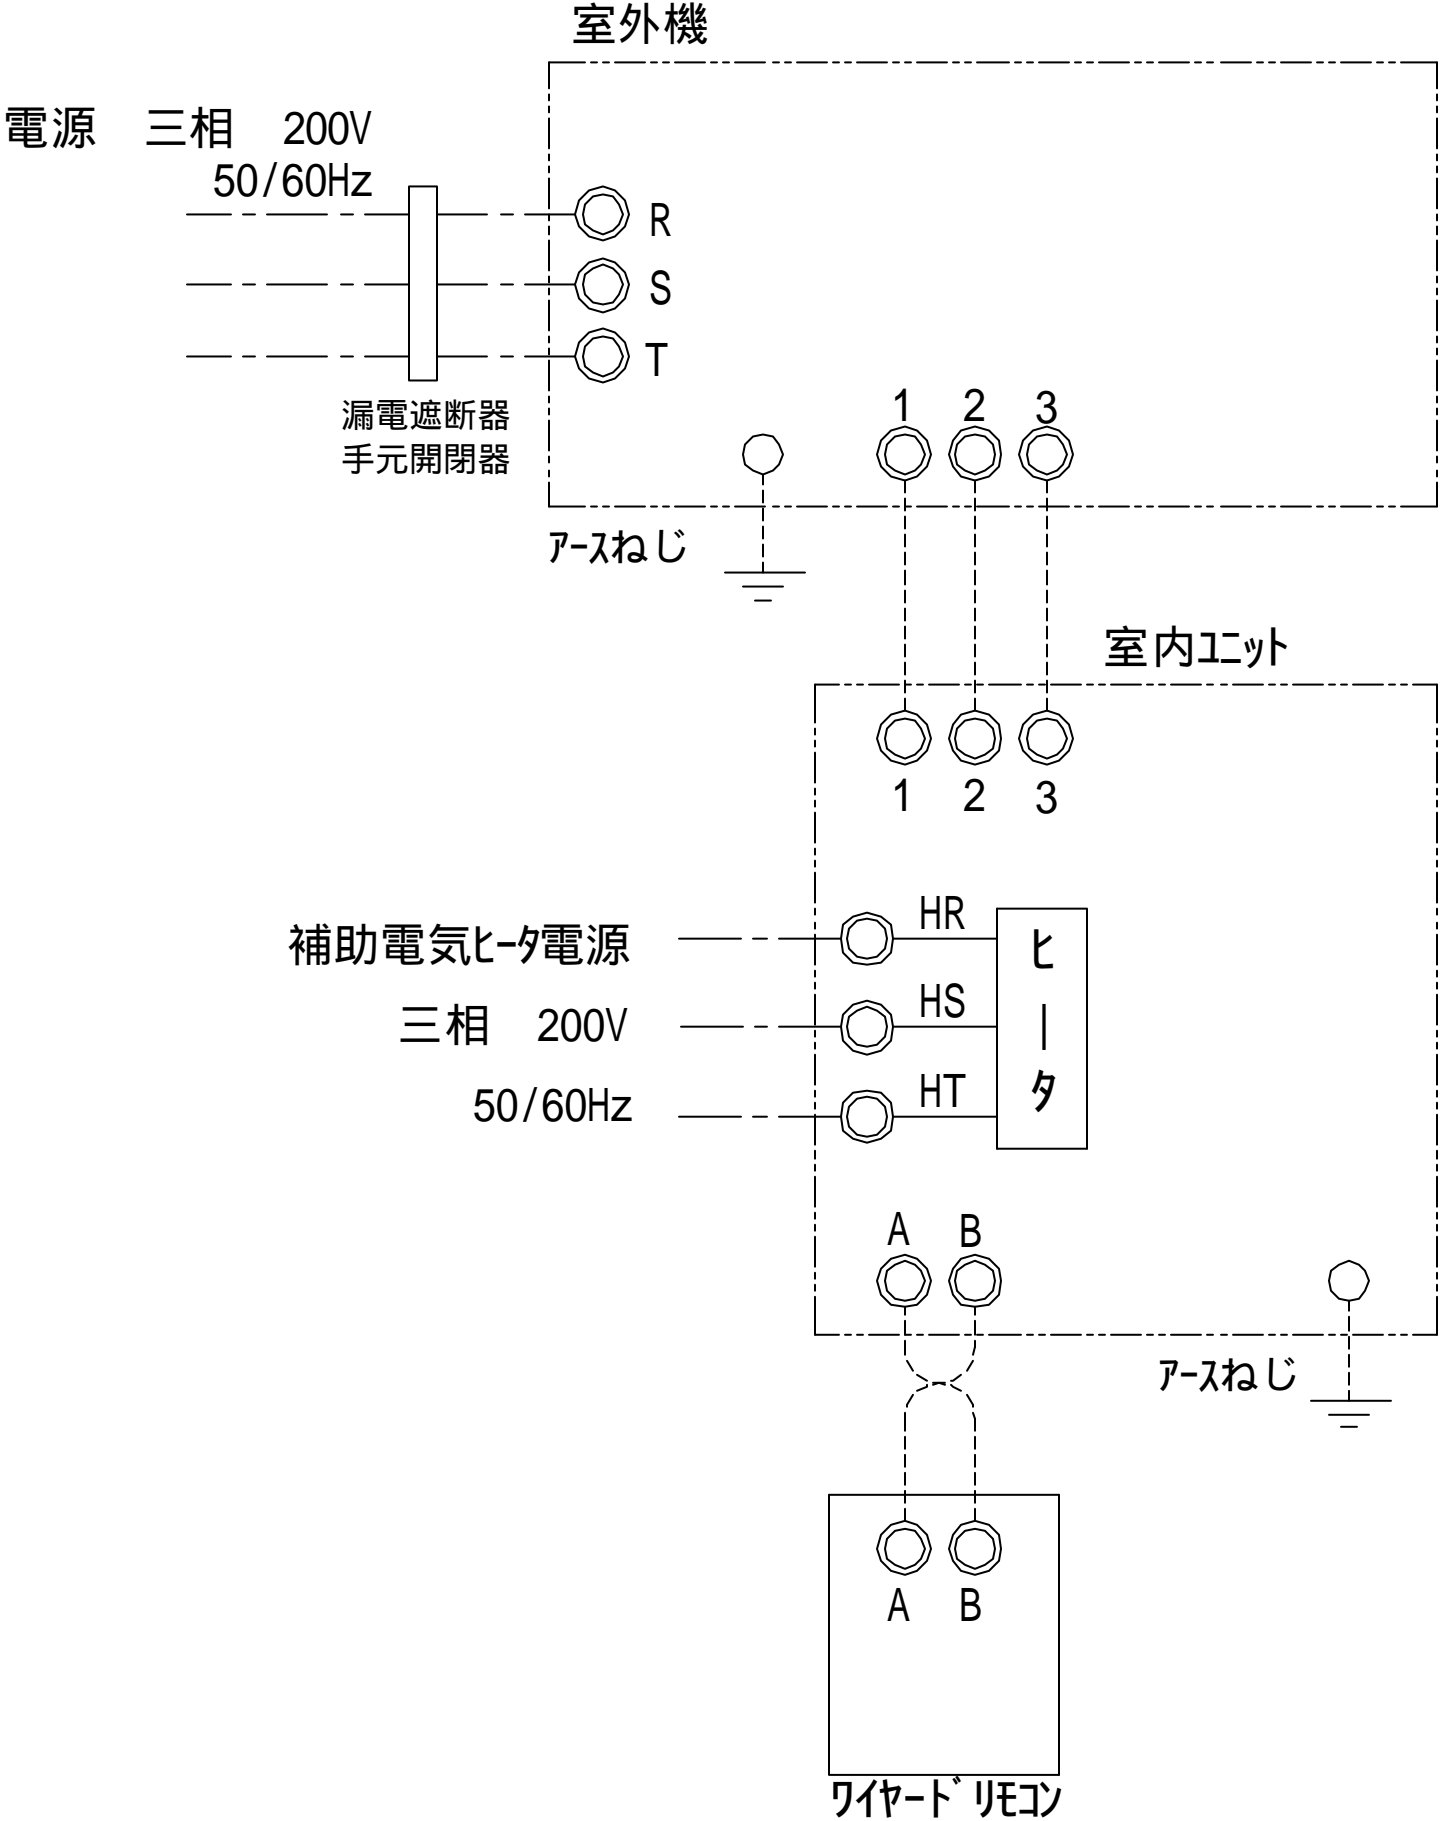 室外機
電源　三相　200V
50/60Hz
R
S
T
漏電遮断器
手元開閉器
1 2 3
ｱｰｽねじ
室内ﾕﾆｯﾄ
1 2 3
補助電気ﾋｰﾀ電源
三相　200V
50/60Hz
HR
HS
HT
ﾋｰﾀ
A B
ｱｰｽねじ
A B
ﾜｲﾔｰﾄﾞﾘﾓｺﾝ